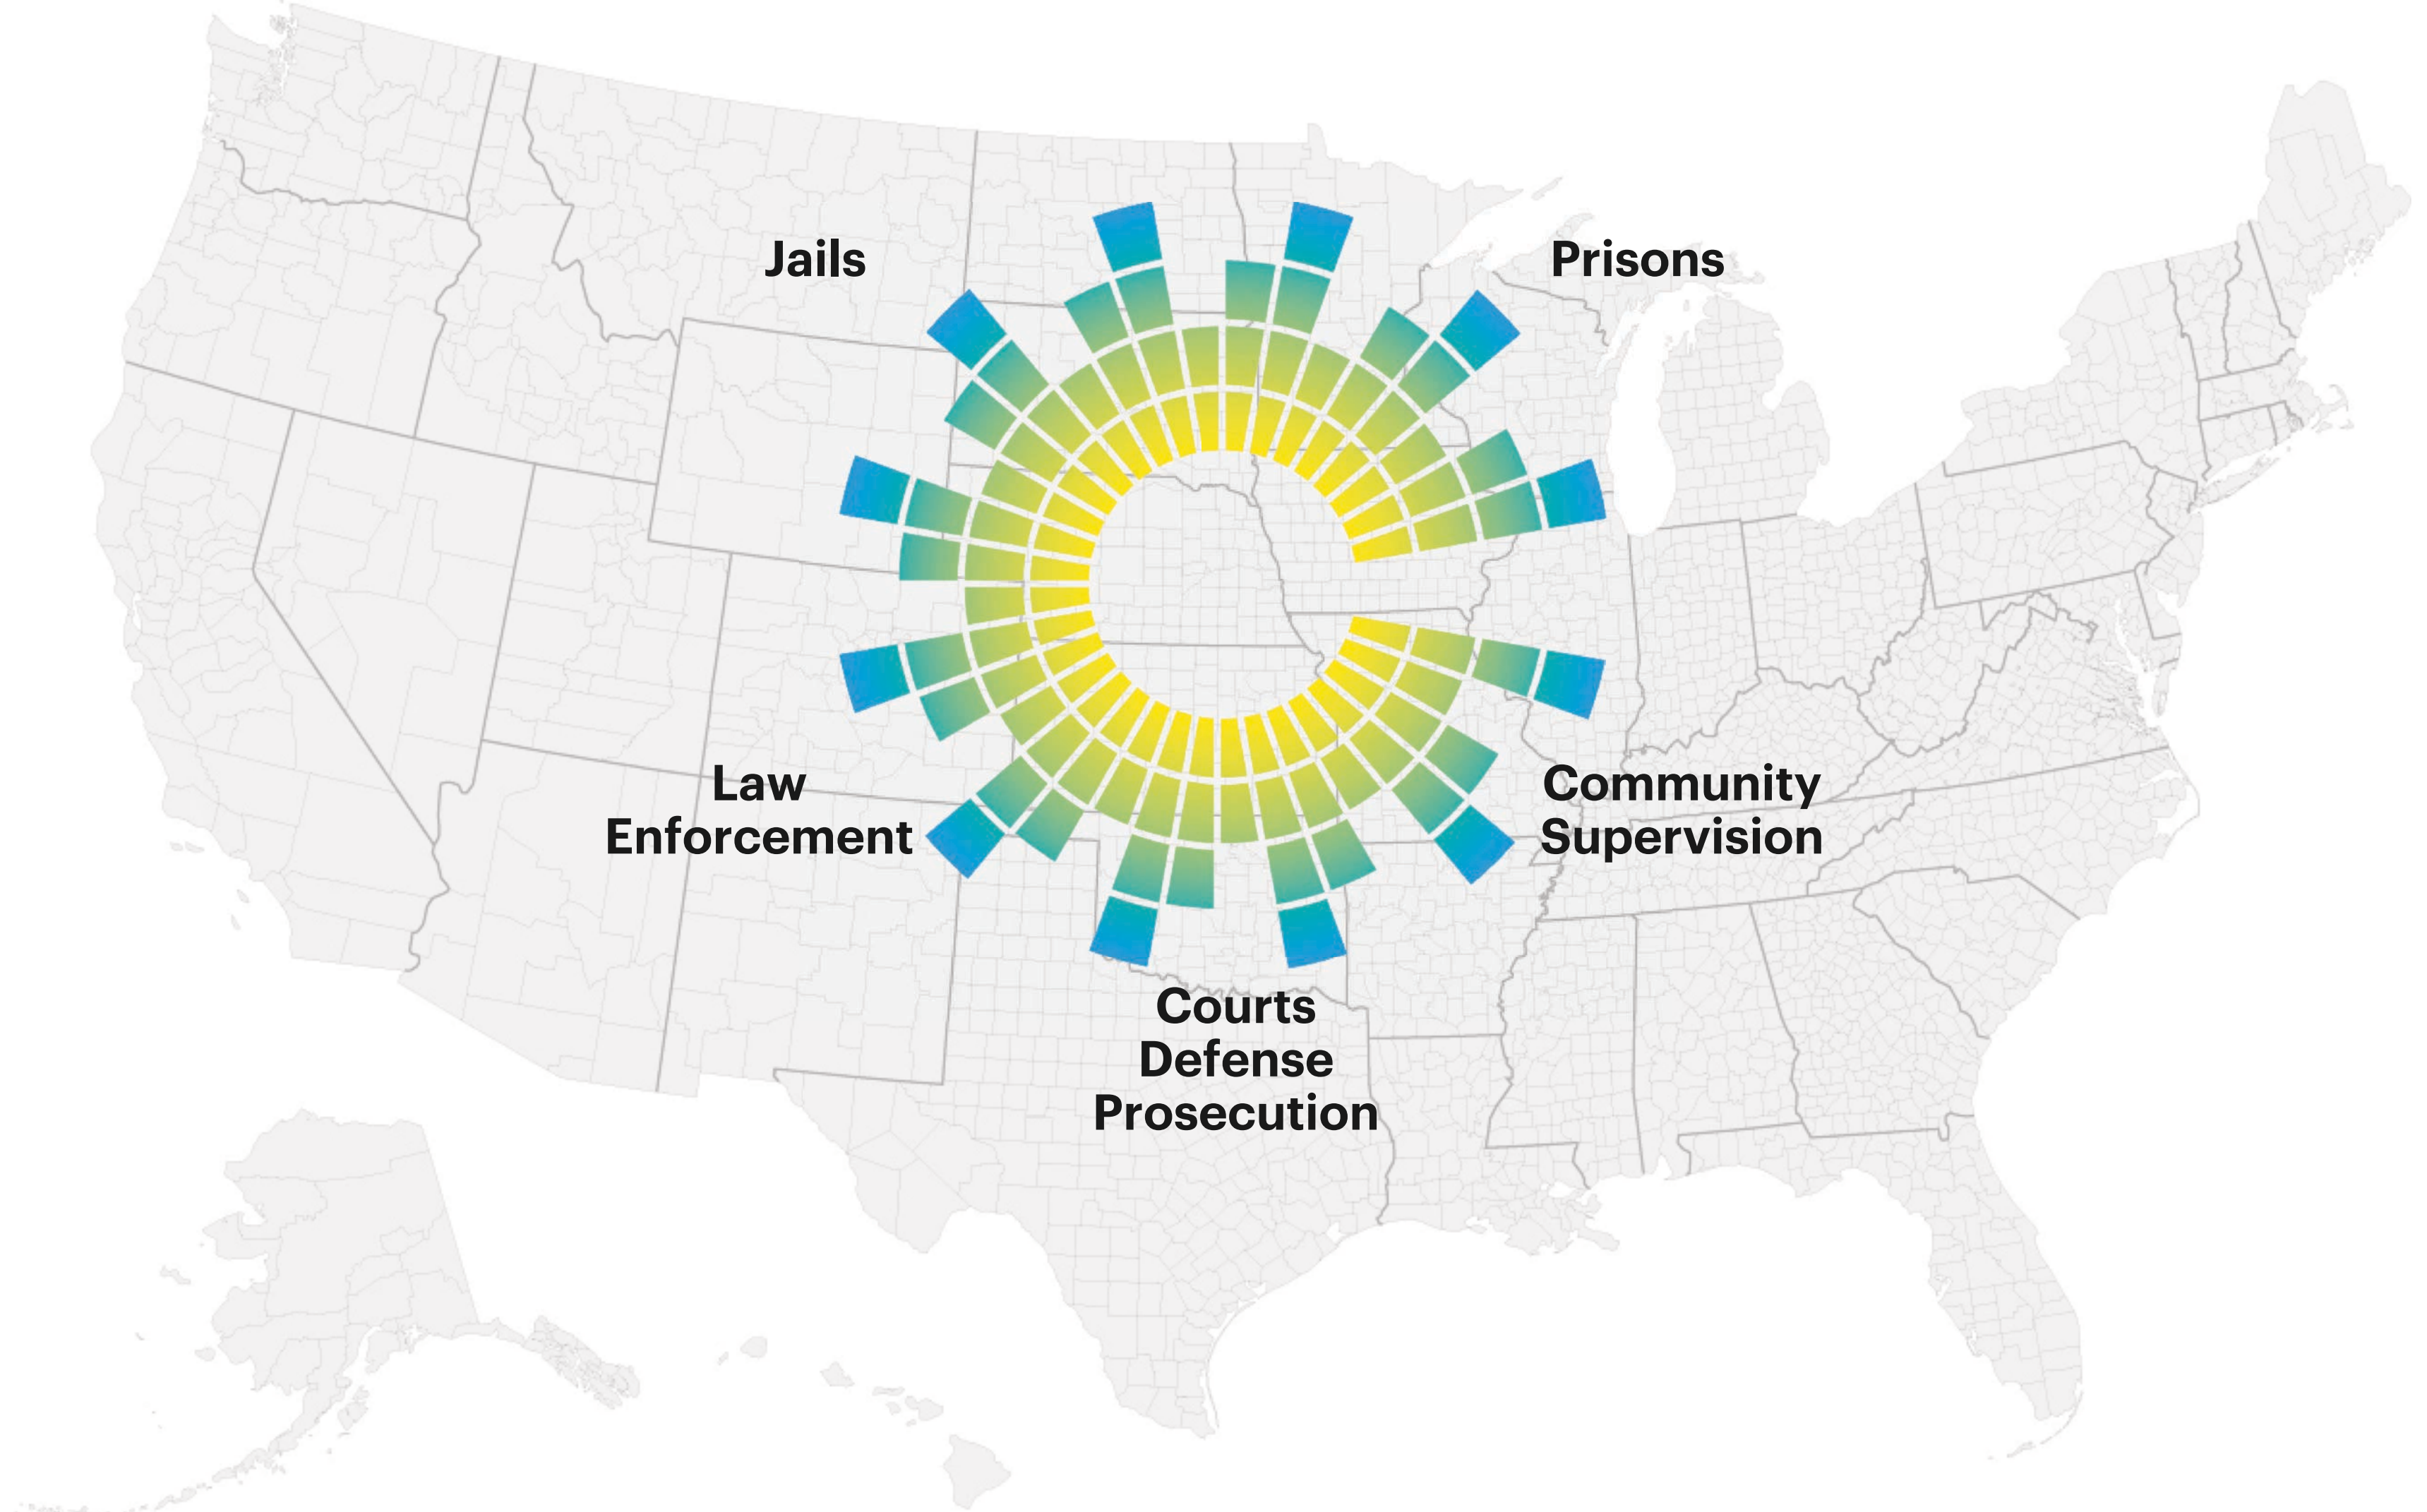 Jails
Prisons
Law
Enforcement
Community
Supervision
Courts
Defense
Prosecution